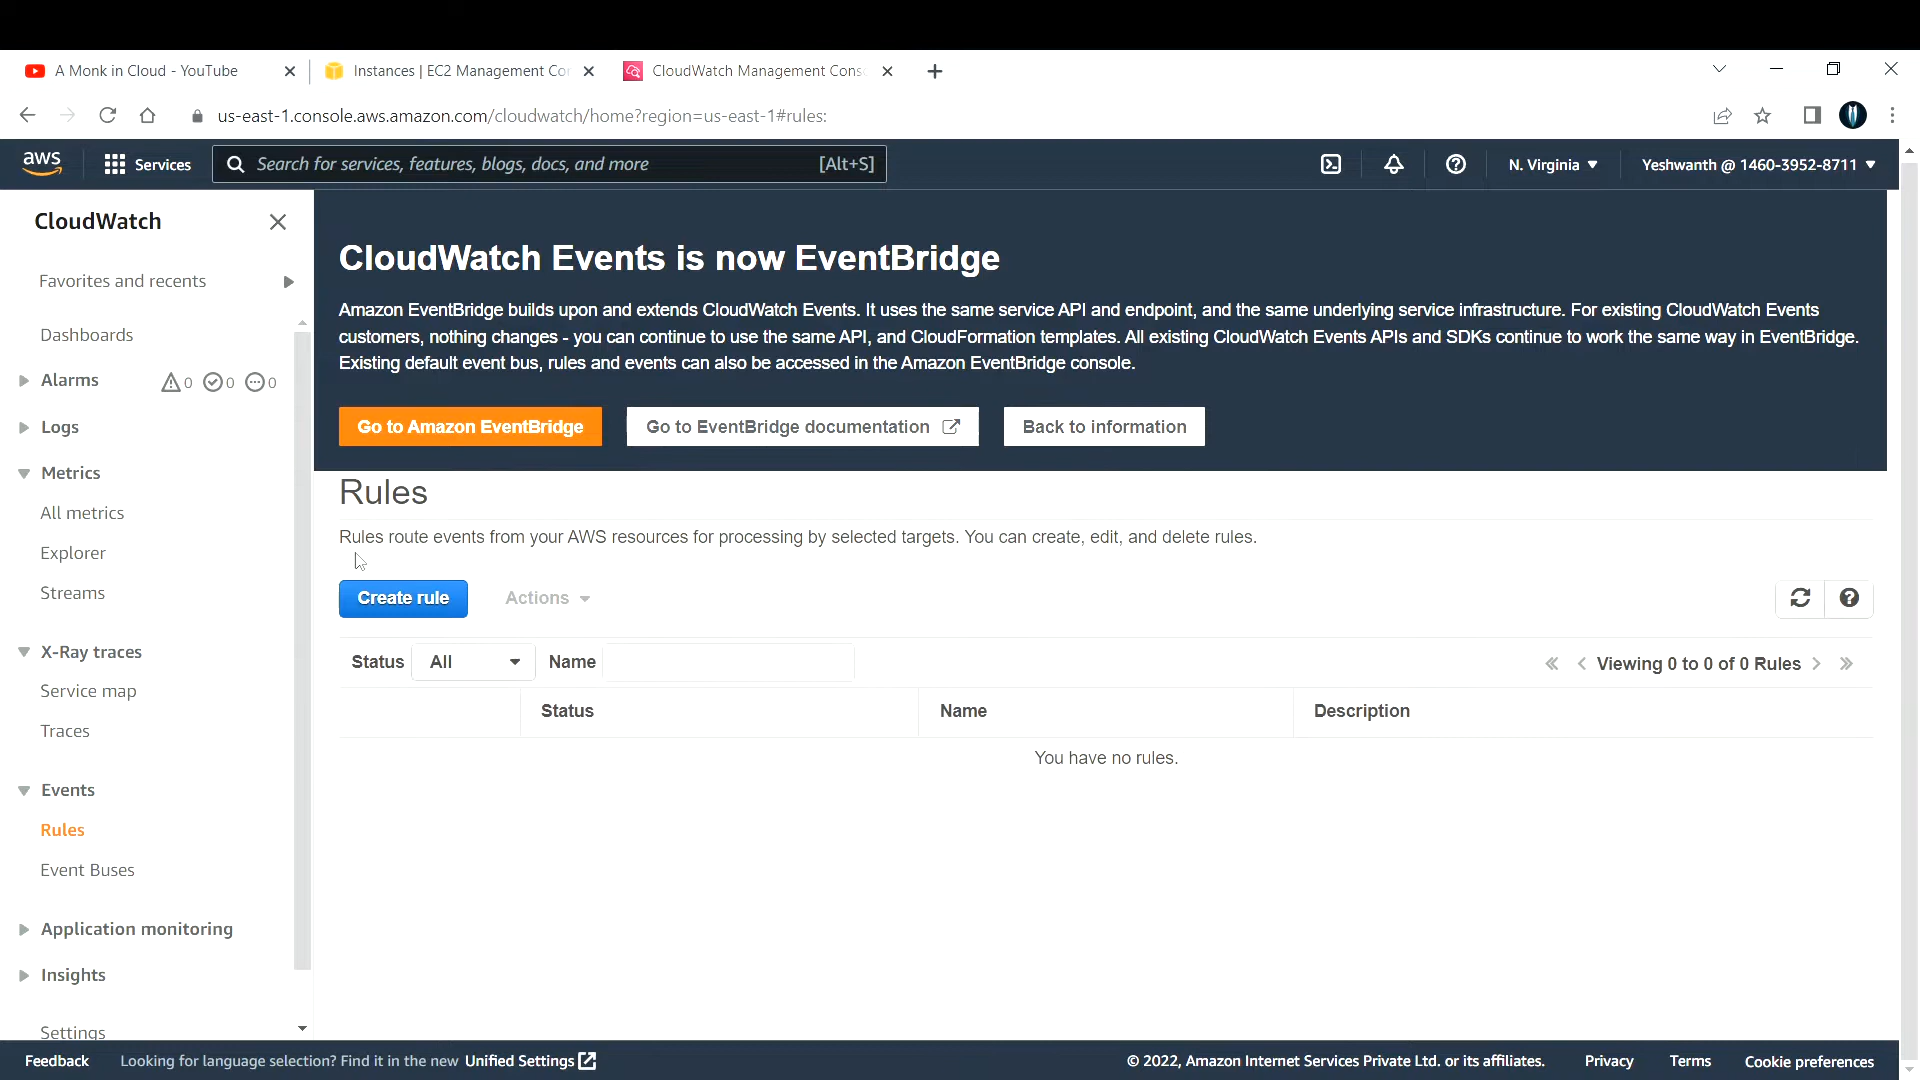 A Monk in Cloud - YouTube
Instances | EC2 Management Co
CloudWatch Management Cons
us-east-1.console.aws.amazon.com/cloudwatch/home?region=us-east-1#rules:
aws
Services
Search for services, features, blogs, docs, and more
[Alt+S]
N. Virginia
Yeshwanth @ 1460-3952-8711
CloudWatch
Favorites and recents
Dashboards
Alarms 0 0 0
Logs
Metrics
All metrics
Explorer
Streams
X-Ray traces
Service map
Traces
Events
Rules
Event Buses
Application monitoring
Insights
Settings
CloudWatch Events is now EventBridge
Amazon EventBridge builds upon and extends CloudWatch Events. It uses the same service API and endpoint, and the same underlying service infrastructure. For existing CloudWatch Events
customers, nothing changes - you can continue to use the same API, and CloudFormation templates. All existing CloudWatch Events APIs and SDKs continue to work the same way in EventBridge.
Existing default event bus, rules and events can also be accessed in the Amazon EventBridge console.
Go to Amazon EventBridge
Go to EventBridge documentation
Back to information
Rules
Rules route events from your AWS resources for processing by selected targets. You can create, edit, and delete rules.
Create rule
Actions
Status All Name
Viewing 0 to 0 of 0 Rules
Status Name Description
You have no rules.
Feedback
Looking for language selection? Find it in the new Unified Settings
© 2022, Amazon Internet Services Private Ltd. or its affiliates.
Privacy
Terms
Cookie preferences